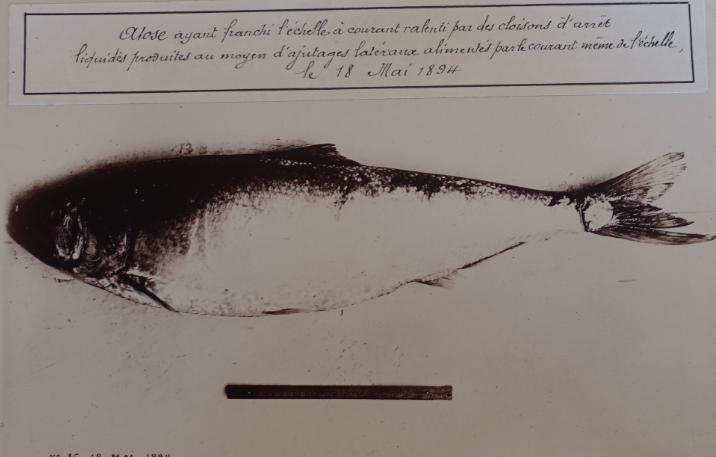 Alose ayant franchi l'échelle à courant ralenti par des cloisons d'arrêt
liquides produites au moyen d'ajutages latéraux alimentés par le courant même de l'échelle,
le 18 Mai 1894
18 Mai 1894